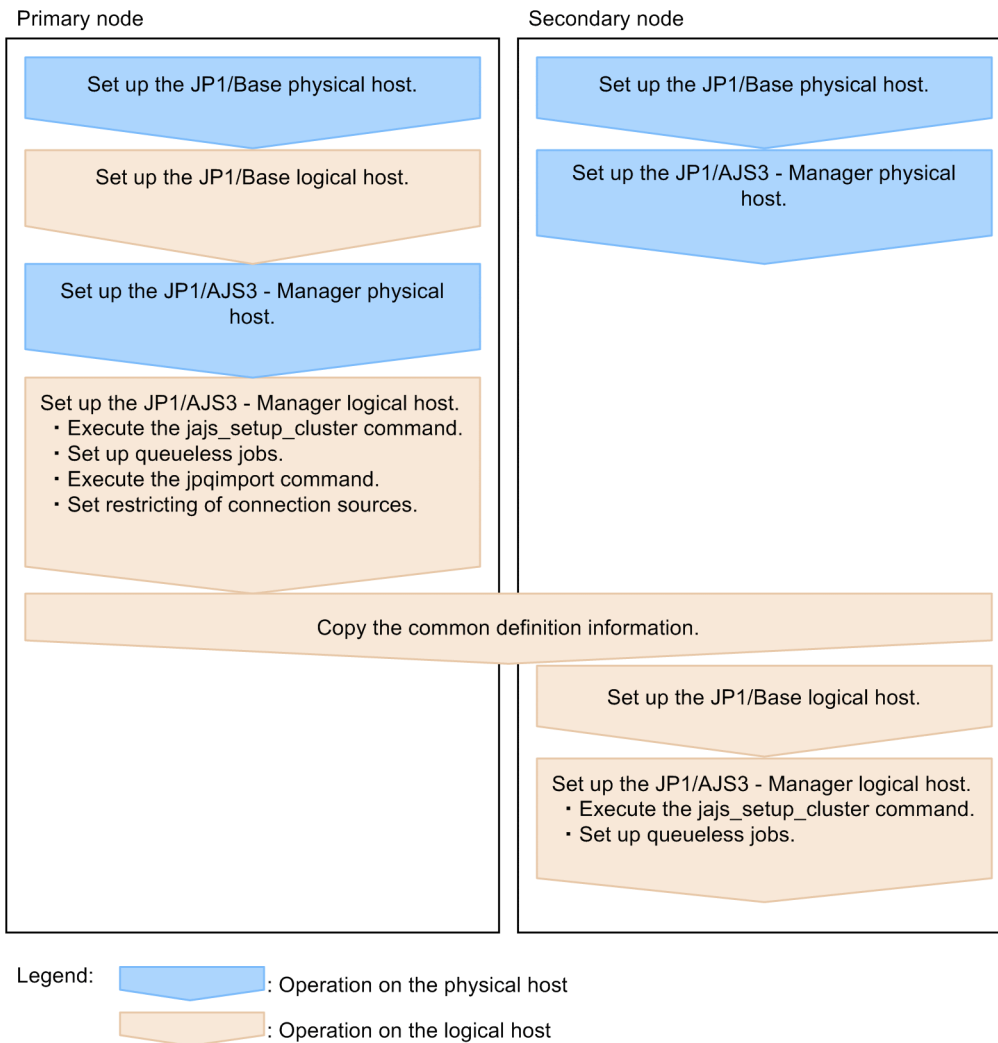 Primary node
Set up the JP1/Base physical host.
Set up the JP1/Base logical host.
Set up the JP1/AJS3 - Manager physical
host.
Set up the JP1/AJS3 - Manager logical host.
・Execute the jajs_setup_cluster command.
・Set up queueless jobs.
・Execute the jpqimport command.
・Set restricting of connection sources.
Secondary node
Set up the JP1/Base physical host.
Set up the JP1/AJS3 - Manager physical
host.
Copy the common definition information.
Set up the JP1/Base logical host.
Set up the JP1/AJS3 - Manager logical host.
・Execute the jajs_setup_cluster command.
・Set up queueless jobs.
Legend:
: Operation on the physical host
: Operation on the logical host